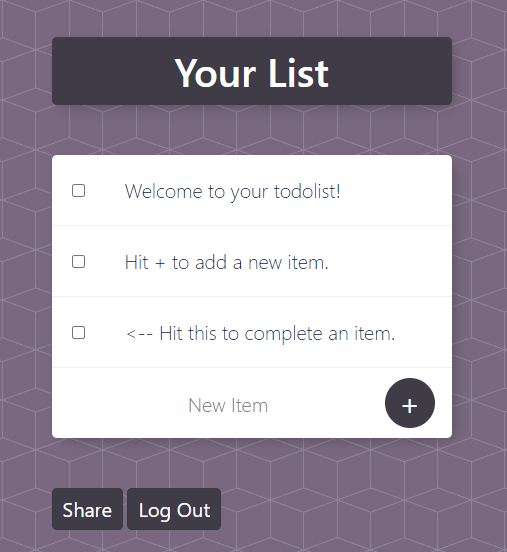 Your List
Welcome to your todolist!
Hit + to add a new item.
<-- Hit this to complete an item.
New Item +
Share Log Out